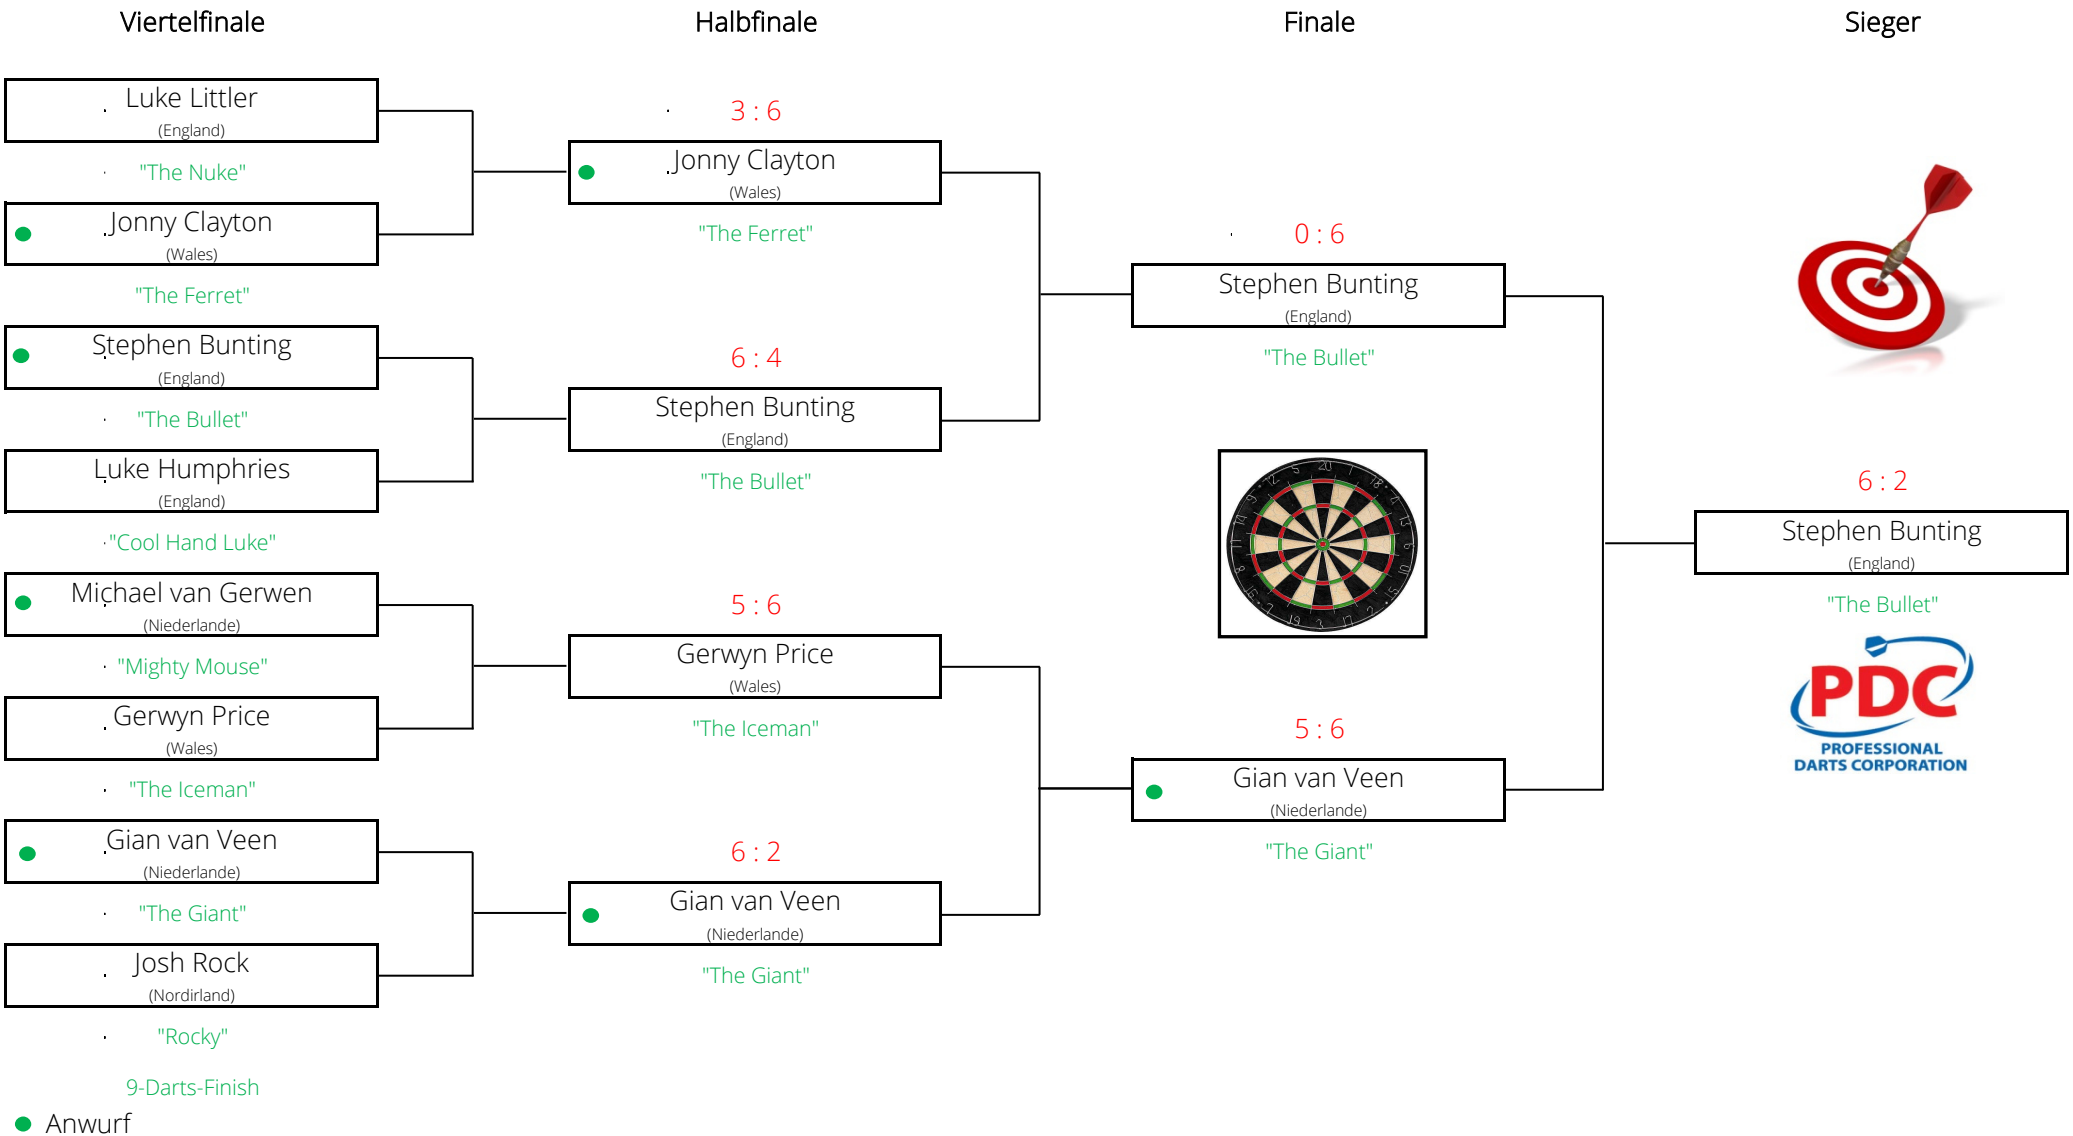 Viertelfinale
Halbfinale
Finale
Sieger
Luke Littler
(England)
"The Nuke"
Jonny Clayton
(Wales)
"The Ferret"
Stephen Bunting
(England)
"The Bullet"
Luke Humphries
(England)
"Cool Hand Luke"
Michael van Gerwen
(Niederlande)
"Mighty Mouse"
Gerwyn Price
(Wales)
"The Iceman"
Gian van Veen
(Niederlande)
"The Giant"
Josh Rock
(Nordirland)
"Rocky"
9-Darts-Finish
Anwurf
3 : 6
Jonny Clayton
(Wales)
"The Ferret"
6 : 4
Stephen Bunting
(England)
"The Bullet"
5 : 6
Gerwyn Price
(Wales)
"The Iceman"
6 : 2
Gian van Veen
(Niederlande)
"The Giant"
0 : 6
Stephen Bunting
(England)
"The Bullet"
5 : 6
Gian van Veen
(Niederlande)
"The Giant"
6 : 2
Stephen Bunting
(England)
"The Bullet"
PDC
PROFESSIONAL
DARTS CORPORATION